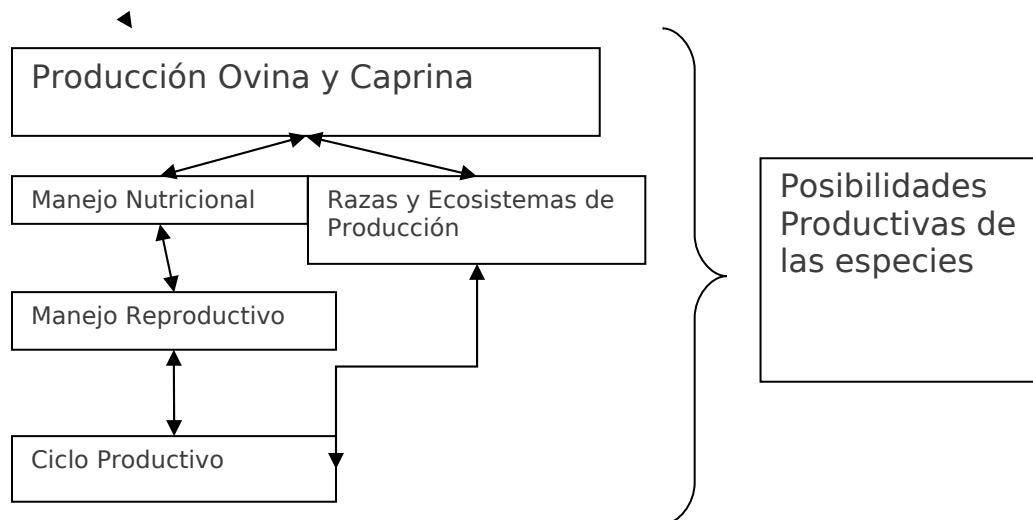 Producción Ovina y Caprina
Manejo Nutricional
Razas y Ecosistemas de
Producción
Manejo Reproductivo
Ciclo Productivo
Posibilidades
Productivas de
las especies